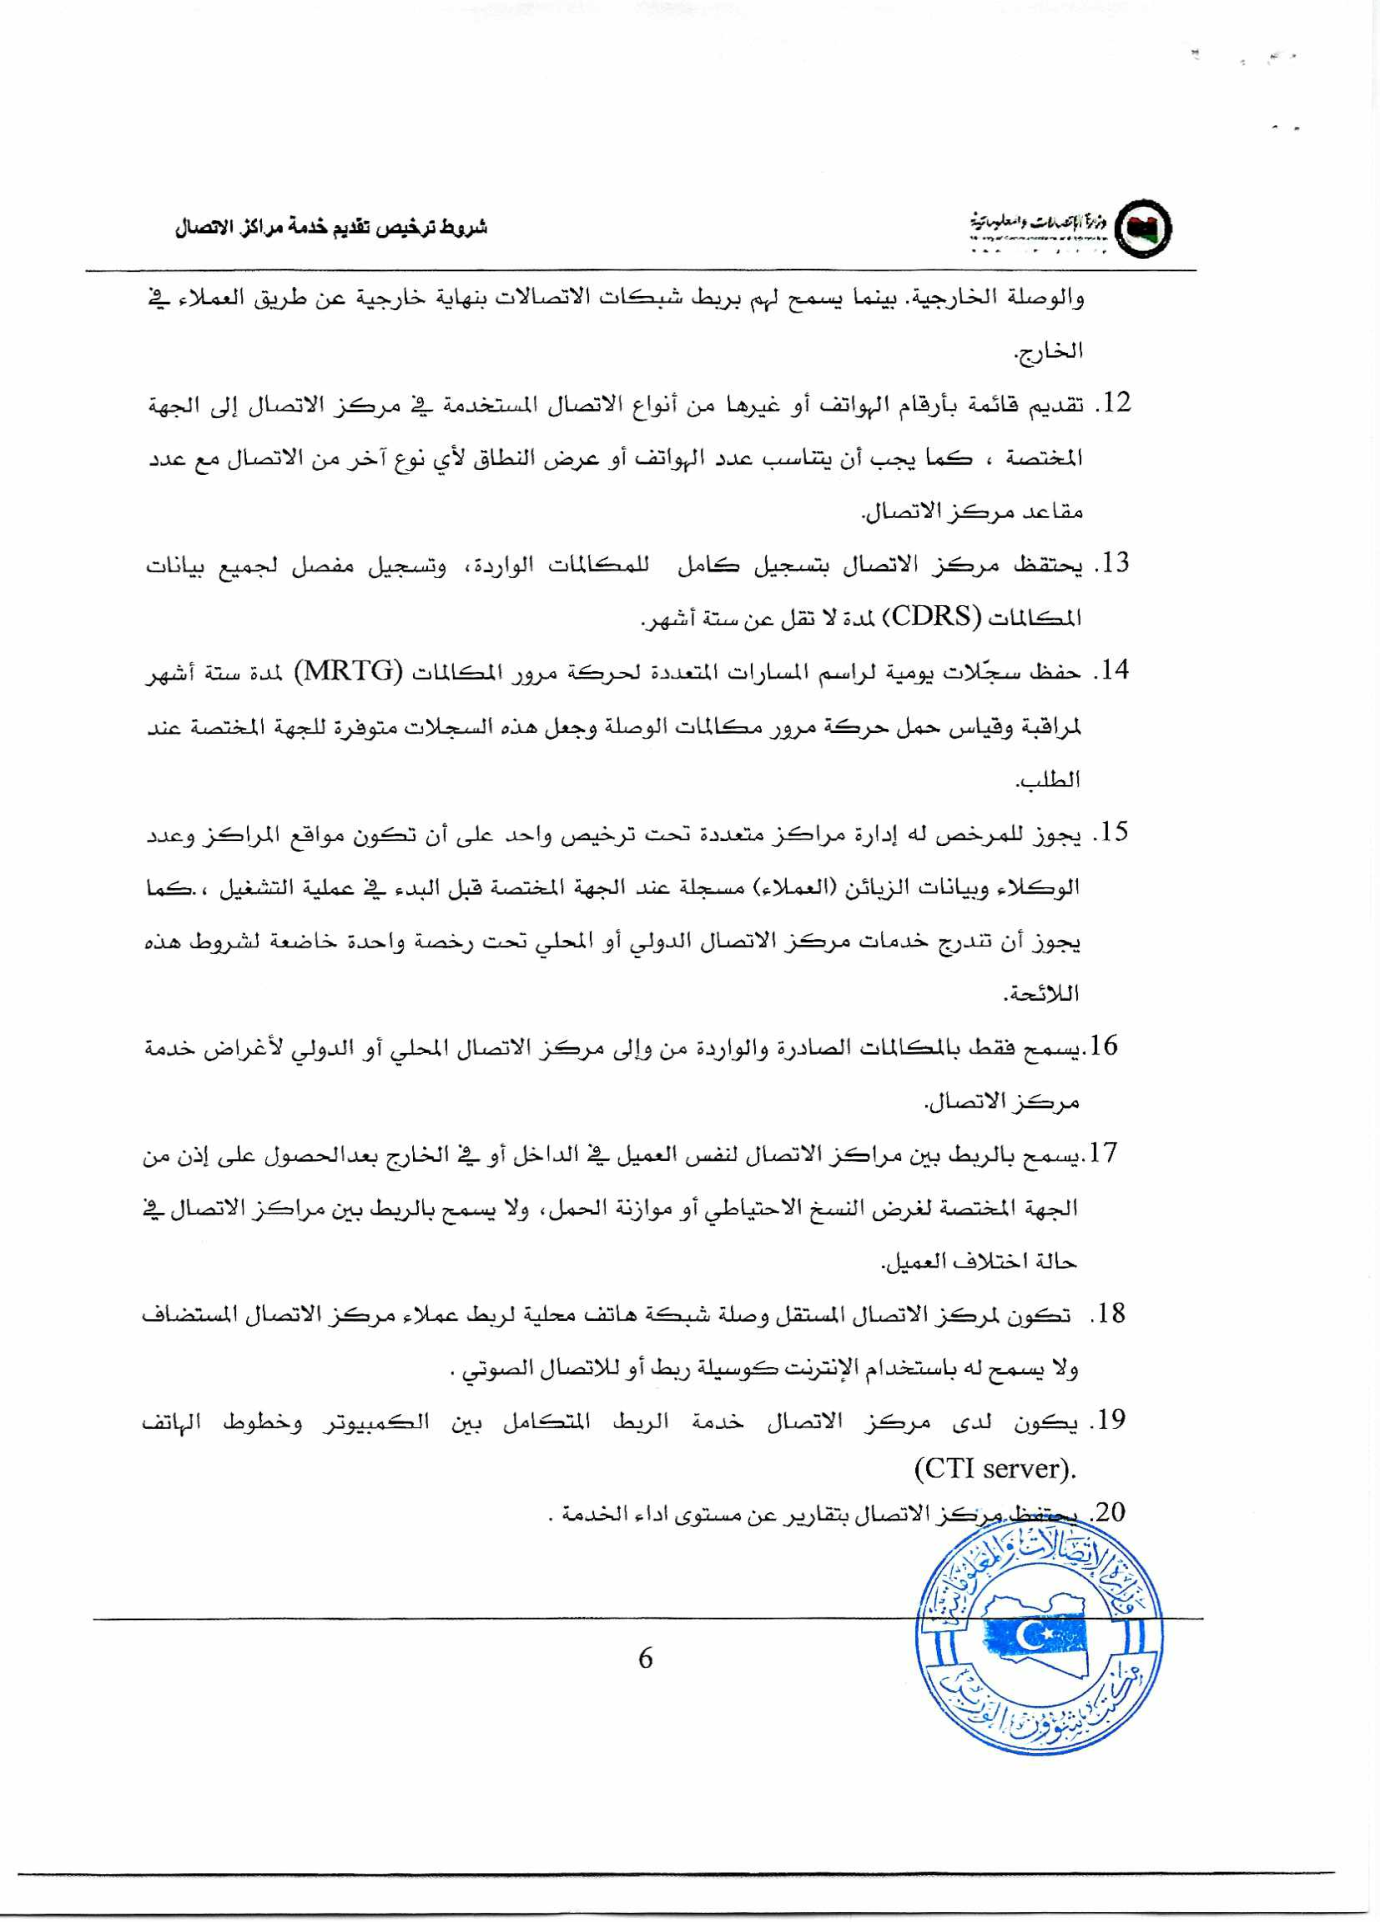 وزارة الإتصالات والمعلوماتية
شروط ترخيص تقديم خدمة مراكز الاتصال
والوصلة الخارجية. بينما يسمح لهم بربط شبكات الاتصالات بنهاية خارجية عن طريق العملاء في
الخارج.
12. تقديم قائمة بأرقام الهواتف أو غيرها من أنواع الاتصال المستخدمة في مركز الاتصال إلى الجهة
المختصة ، كما يجب أن يتناسب عدد الهواتف أو عرض النطاق لأي نوع آخر من الاتصال مع عدد
مقاعد مركز الاتصال.
13. يحتفظ مركز الاتصال بتسجيل كامل للمكالمات الواردة، وتسجيل مفصل لجميع بيانات
المكالمات (CDRS) لمدة لا تقل عن ستة أشهر.
14. حفظ سجّلات يومية لراسم المسارات المتعددة لحركة مرور المكالمات (MRTG) لمدة ستة أشهر
لمراقبة وقياس حمل حركة مرور مكالمات الوصلة وجعل هذه السجلات متوفرة للجهة المختصة عند
الطلب.
15. يجوز للمرخص له إدارة مراكز متعددة تحت ترخيص واحد على أن تكون مواقع المراكز وعدد
الوكلاء وبيانات الزبائن (العملاء) مسجلة عند الجهة المختصة قبل البدء في عملية التشغيل ،.كما
يجوز أن تندرج خدمات مركز الاتصال الدولي أو المحلي تحت رخصة واحدة خاضعة لشروط هذه
اللائحة.
16.يسمح فقط بالمكالمات الصادرة والواردة من وإلى مركز الاتصال المحلي أو الدولي لأغراض خدمة
مركز الاتصال.
17.يسمح بالربط بين مراكز الاتصال لنفس العميل في الداخل أو في الخارج بعدالحصول على إذن من
الجهة المختصة لغرض النسخ الاحتياطي أو موازنة الحمل، ولا يسمح بالربط بين مراكز الاتصال في
حالة اختلاف العميل.
18. تكون لمركز الاتصال المستقل وصلة شبكة هاتف محلية لربط عملاء مركز الاتصال المستضاف
ولا يسمح له باستخدام الإنترنت كوسيلة ربط أو للاتصال الصوتي .
19. يكون لدى مركز الاتصال خدمة الربط المتكامل بين الكمبيوتر وخطوط الهاتف
(CTI server).
20. يحتفظ مركز الاتصال بتقارير عن مستوى اداء الخدمة .
وزارة الإتصالات والمعلوماتية
مكتب شؤون الوزير
6